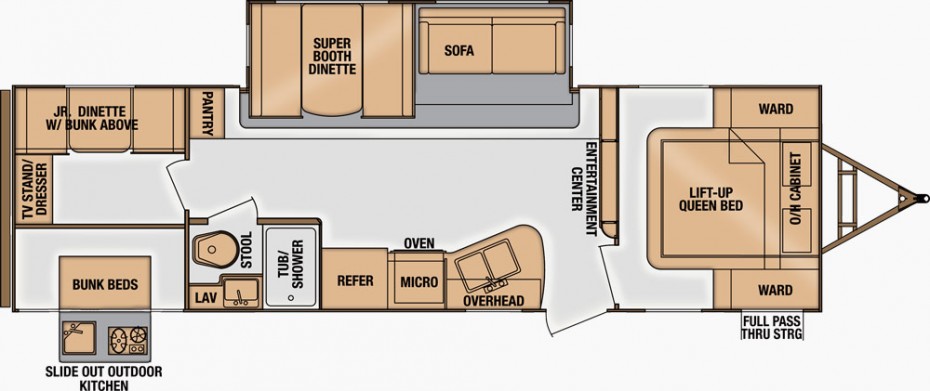 SUPER
BOOTH
DINETTE
SOFA
JR. DINETTE
W/ BUNK ABOVE
PANTRY
WARD
TV STAND/
DRESSER
ENTERTAINMENT
CENTER
LIFT-UP
QUEEN BED
O/H CABINET
STOOL
TUB/
SHOWER
OVEN
REFER
MICRO
OVERHEAD
LAV
BUNK BEDS
WARD
FULL PASS
THRU STRG
SLIDE OUT OUTDOOR
KITCHEN